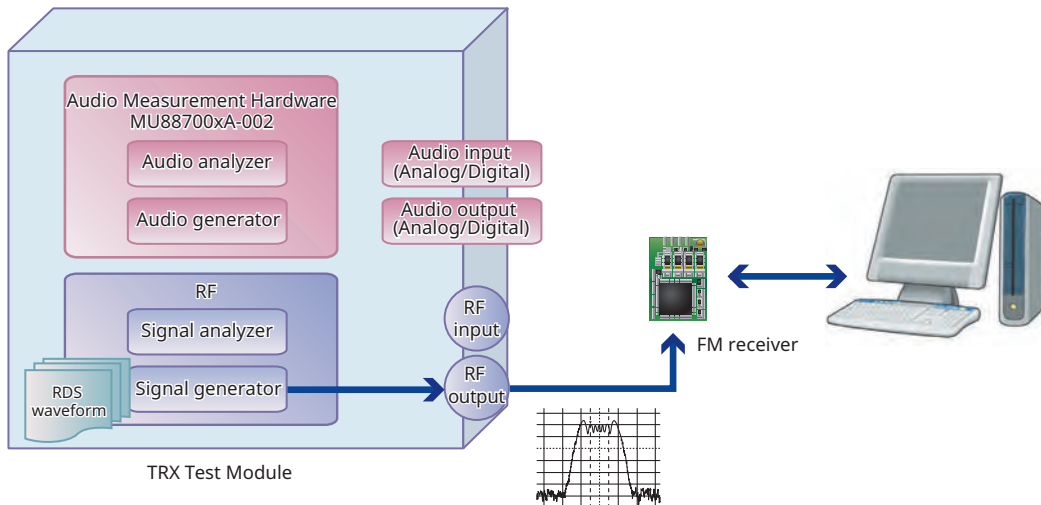 Audio Measurement Hardware
MU88700xA-002
Audio analyzer
Audio generator
Audio input
(Analog/Digital)
Audio output
(Analog/Digital)
RF
Signal analyzer
Signal generator
RDS
waveform
RF
input
RF
output
FM receiver
TRX Test Module